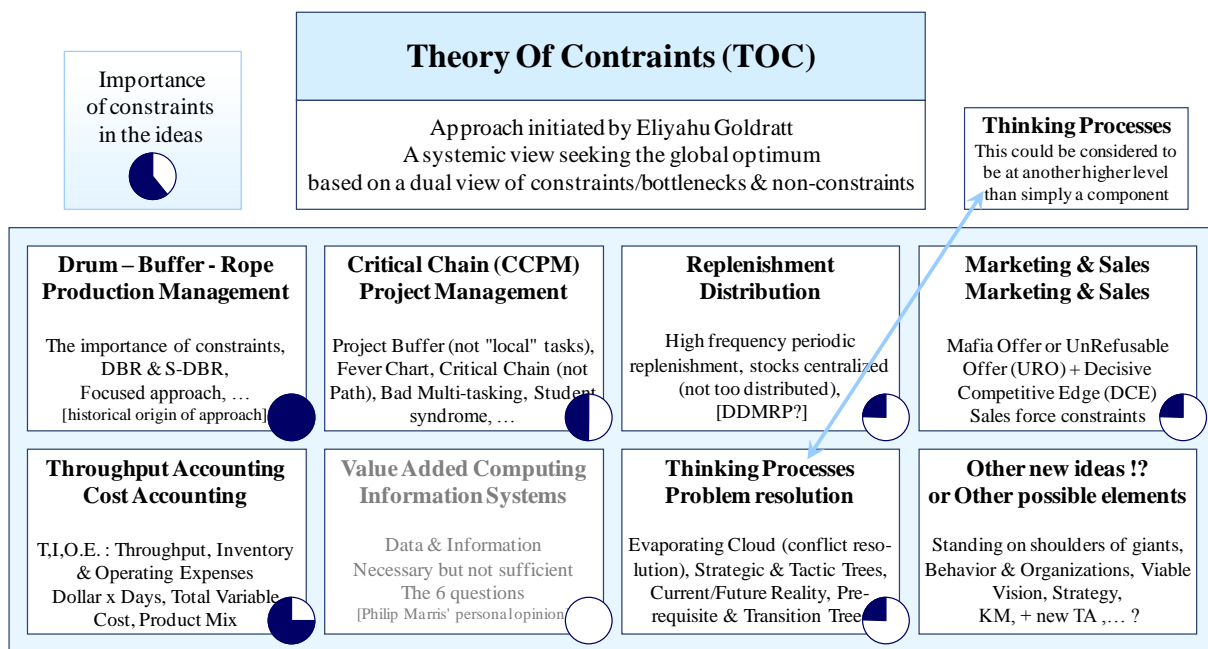 Theory Of Contraints (TOC)
Importance
of constraints
in the ideas
Approach initiated by Eliyahu Goldratt
A systemic view seeking the global optimum
based on a dual view of constraints/bottlenecks & non-constraints
Thinking Processes
This could be considered to
be at another higher level
than simply a component
Drum – Buffer - Rope
Production Management
The importance of constraints,
DBR & S-DBR,
Focused approach, …
[historical origin of approach]
Critical Chain (CCPM)
Project Management
Project Buffer (not "local" tasks),
Fever Chart, Critical Chain (not
Path), Bad Multi-tasking, Student
syndrome, …
Replenishment
Distribution
High frequency periodic
replenishment, stocks centralized
(not too distributed),
[DDMRP?]
Marketing & Sales
Marketing & Sales
Mafia Offer or UnRefusable
Offer (URO) + Decisive
Competitive Edge (DCE)
Sales force constraints
Throughput Accounting
Cost Accounting
T,I,O.E. : Throughput, Inventory
& Operating Expenses
Dollar x Days, Total Variable
Cost, Product Mix
Value Added Computing
Information Systems
Data & Information
Necessary but not sufficient
The 6 questions
[Philip Marris' personal opinion]
Thinking Processes
Problem resolution
Evaporating Cloud (conflict reso-
lution), Strategic & Tactic Trees,
Current/Future Reality, Pre-
requisite & Transition Tree
Other new ideas !?
or Other possible elements
Standing on shoulders of giants,
Behavior & Organizations, Viable
Vision, Strategy,
KM, + new TA ,… ?